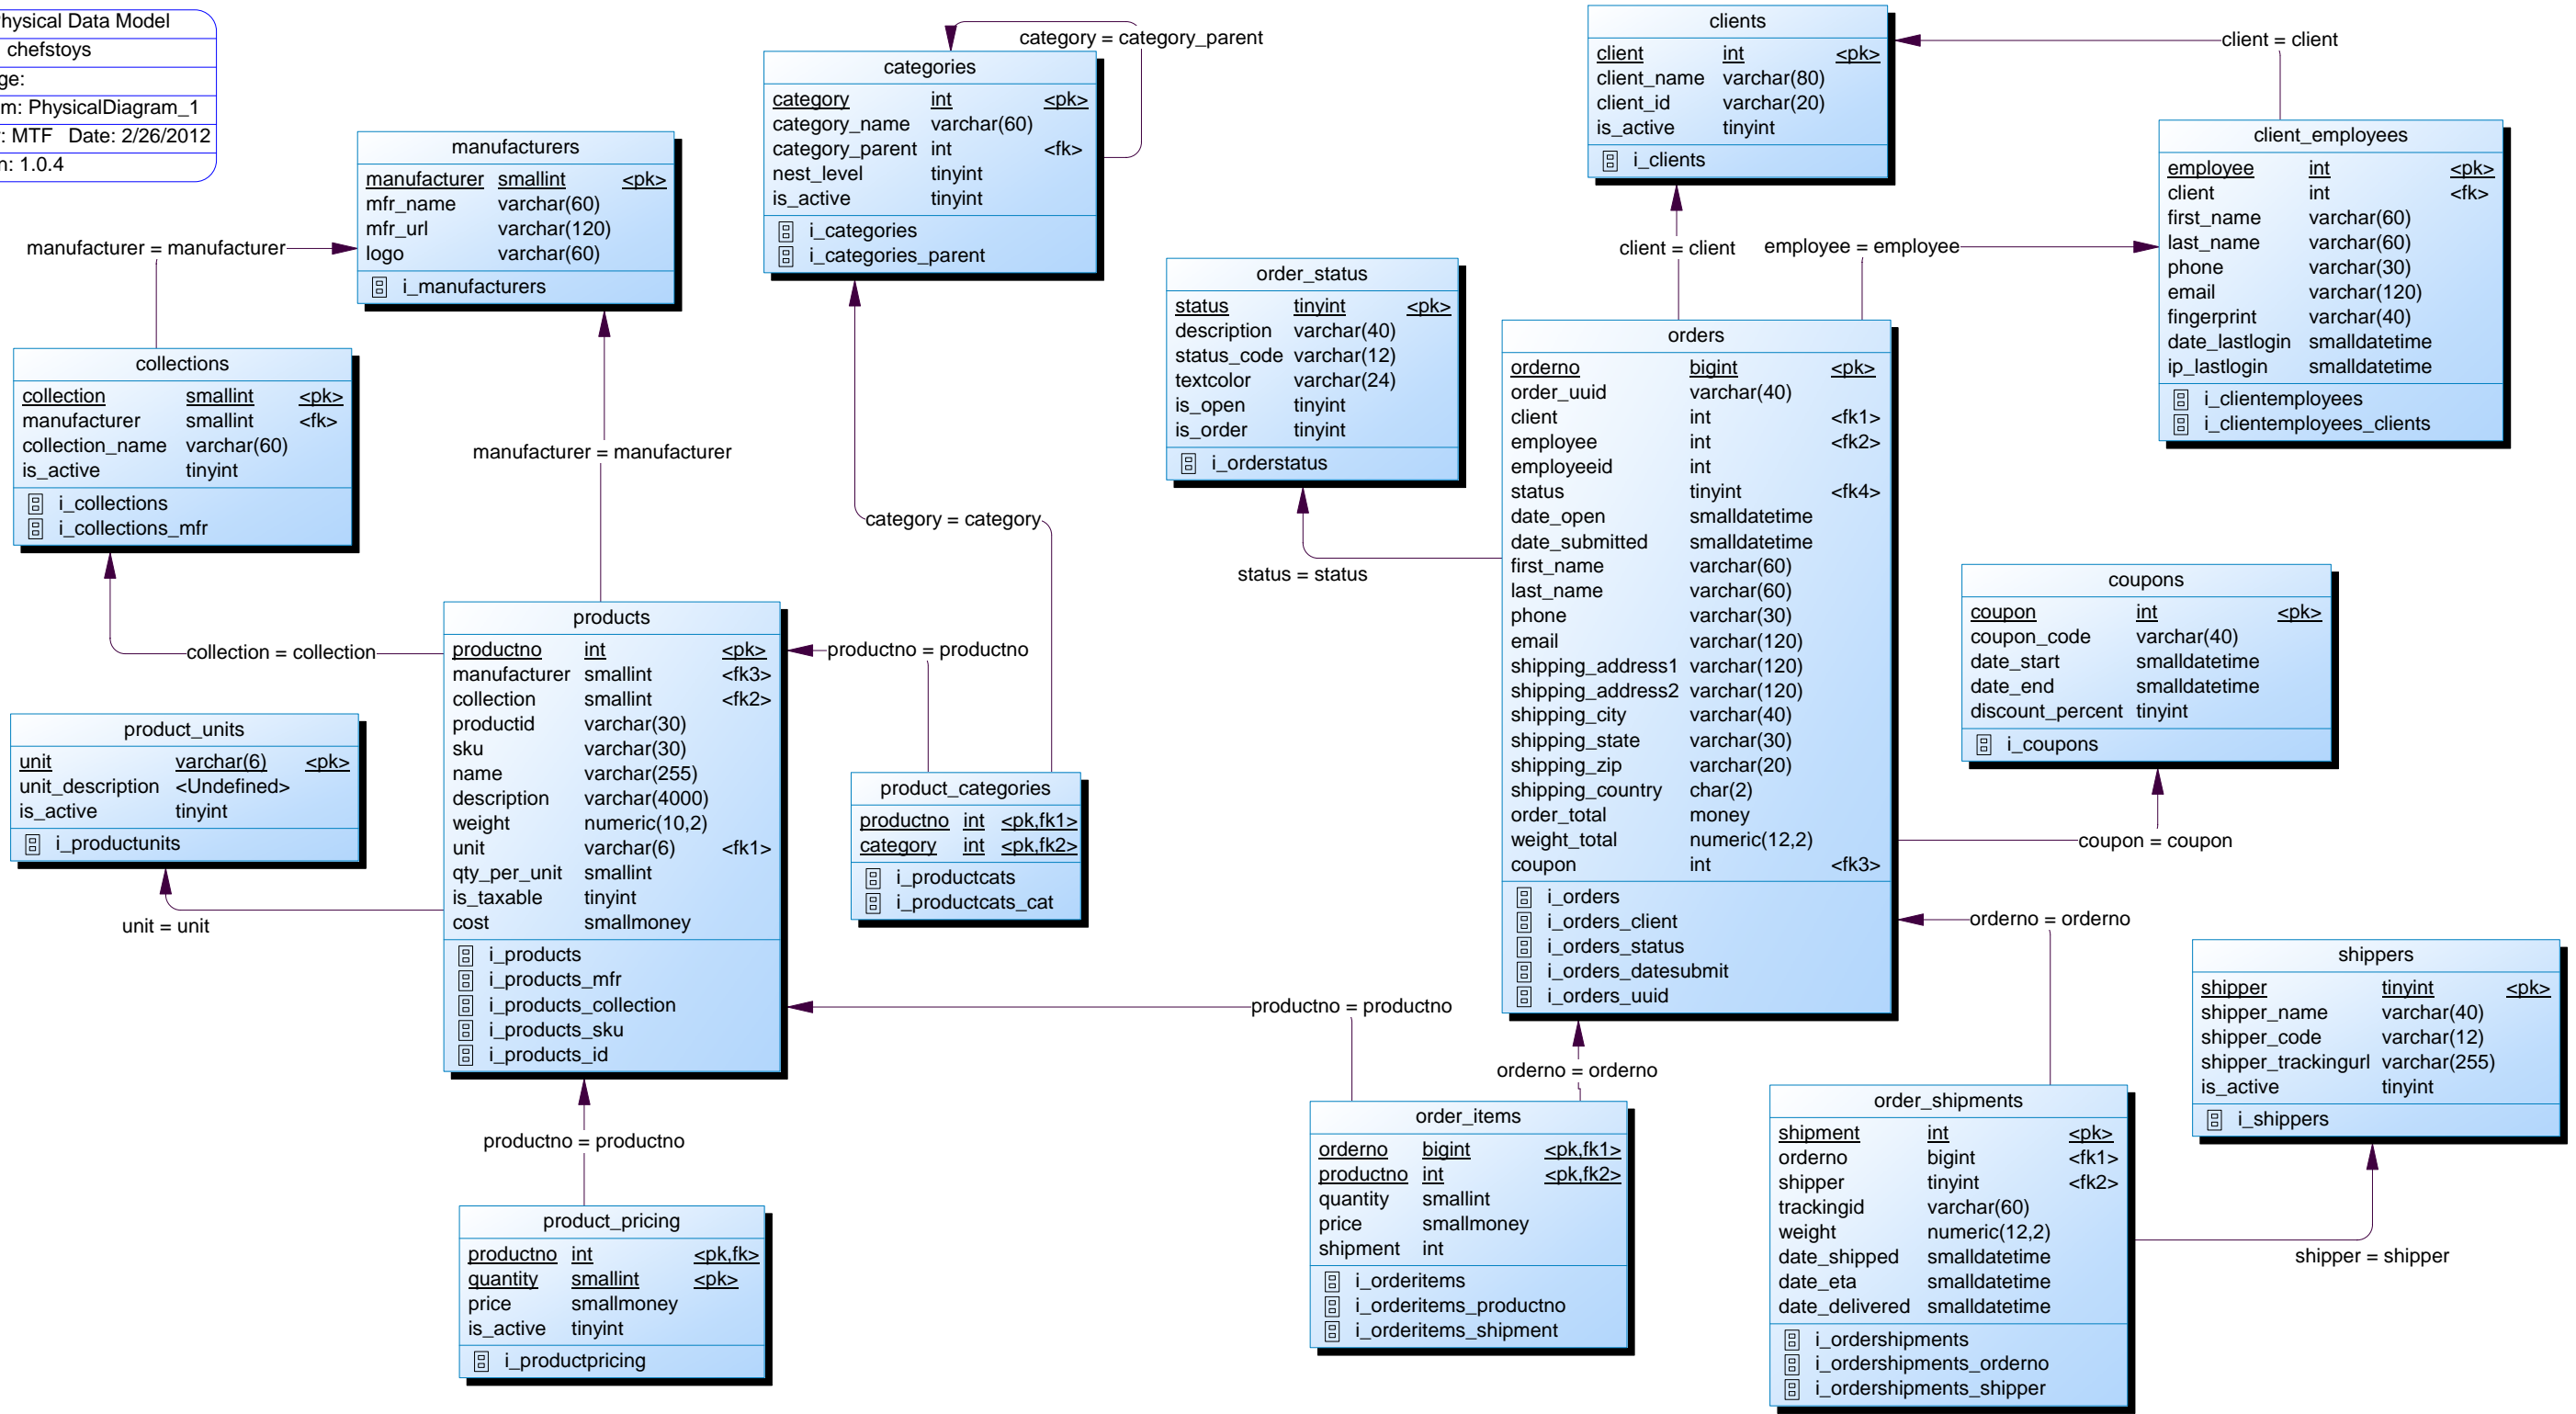 Physical Data Model
chefstoys
PhysicalDiagram_1
MTF Date: 2/26/2012
1.0.4
manufacturers
manufacturer smallint <pk>
mfr_name varchar(60)
mfr_url varchar(120)
logo varchar(60)
i_manufacturers
manufacturer = manufacturer
collections
collection smallint <pk>
manufacturer smallint <fk>
collection_name varchar(60)
is_active tinyint
i_collections
i_collections_mfr
manufacturer = manufacturer
collection = collection
categories
category int <pk>
category_name varchar(60)
category_parent int <fk>
nest_level tinyint
is_active tinyint
i_categories
i_categories_parent
category = category_parent
category = category
product_units
unit varchar(6) <pk>
unit_description <Undefined>
is_active tinyint
i_productunits
unit = unit
products
productno int <pk>
manufacturer smallint <fk3>
collection smallint <fk2>
productid varchar(30)
sku varchar(30)
name varchar(255)
description varchar(4000)
weight numeric(10,2)
unit varchar(6) <fk1>
qty_per_unit smallint
is_taxable tinyint
cost smallmoney
i_products
i_products_mfr
i_products_collection
i_products_sku
i_products_id
productno = productno
product_categories
productno int <pk,fk1>
category int <pk,fk2>
i_productcats
i_productcats_cat
productno = productno
product_pricing
productno int <pk,fk>
quantity smallint <pk>
price smallmoney
is_active tinyint
i_productpricing
clients
client int <pk>
client_name varchar(80)
client_id varchar(20)
is_active tinyint
i_clients
client = client
client_employees
employee int <pk>
client int <fk>
first_name varchar(60)
last_name varchar(60)
phone varchar(30)
email varchar(120)
fingerprint varchar(40)
date_lastlogin smalldatetime
ip_lastlogin smalldatetime
i_clientemployees
i_clientemployees_clients
client = client
employee = employee
order_status
status tinyint <pk>
description varchar(40)
status_code varchar(12)
textcolor varchar(24)
is_open tinyint
is_order tinyint
i_orderstatus
status = status
orders
orderno bigint <pk>
order_uuid varchar(40)
client int <fk1>
employee int <fk2>
employeeid int
status tinyint <fk4>
date_open smalldatetime
date_submitted smalldatetime
first_name varchar(60)
last_name varchar(60)
phone varchar(30)
email varchar(120)
shipping_address1 varchar(120)
shipping_address2 varchar(120)
shipping_city varchar(40)
shipping_state varchar(30)
shipping_zip varchar(20)
shipping_country char(2)
order_total money
weight_total numeric(12,2)
coupon int <fk3>
i_orders
i_orders_client
i_orders_status
i_orders_datesubmit
i_orders_uuid
coupons
coupon int <pk>
coupon_code varchar(40)
date_start smalldatetime
date_end smalldatetime
discount_percent tinyint
i_coupons
coupon = coupon
orderno = orderno
productno = productno
orderno = orderno
order_items
orderno bigint <pk,fk1>
productno int <pk,fk2>
quantity smallint
price smallmoney
shipment int
i_orderitems
i_orderitems_productno
i_orderitems_shipment
order_shipments
shipment int <pk>
orderno bigint <fk1>
shipper tinyint <fk2>
trackingid varchar(60)
weight numeric(12,2)
date_shipped smalldatetime
date_eta smalldatetime
date_delivered smalldatetime
i_ordershipments
i_ordershipments_orderno
i_ordershipments_shipper
shippers
shipper tinyint <pk>
shipper_name varchar(40)
shipper_code varchar(12)
shipper_trackingurl varchar(255)
is_active tinyint
i_shippers
shipper = shipper